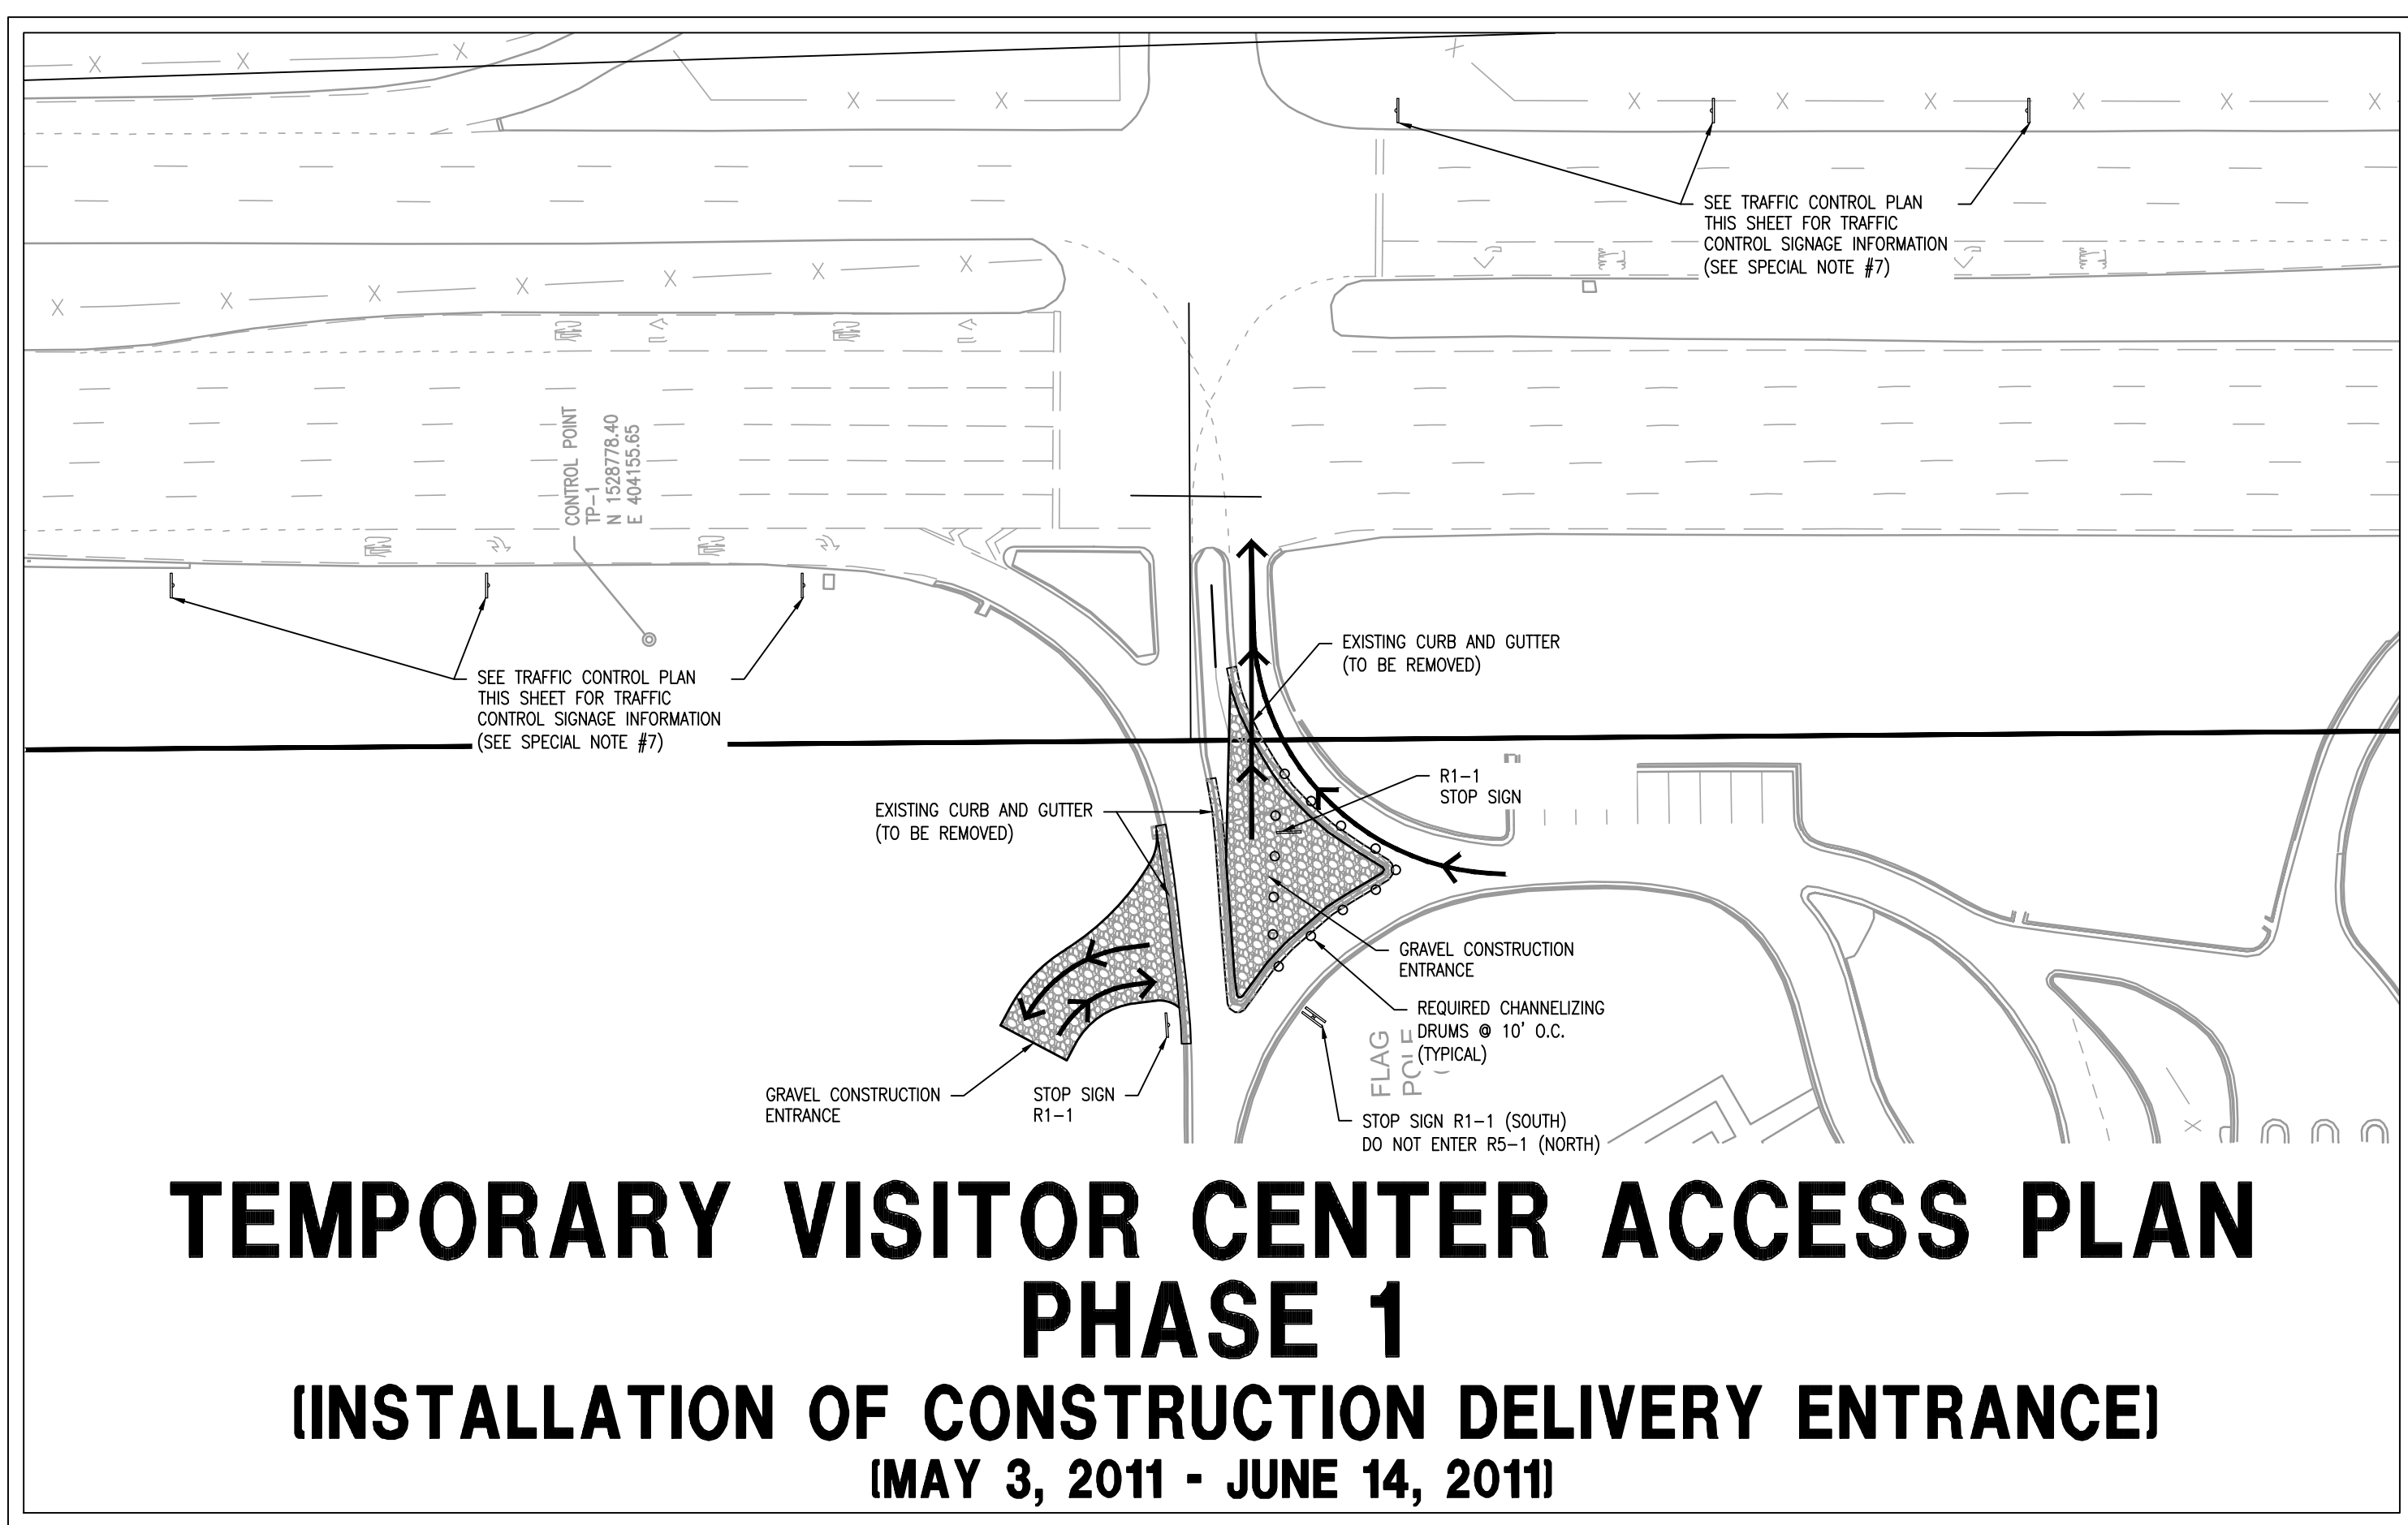 SEE TRAFFIC CONTROL PLAN
THIS SHEET FOR TRAFFIC
CONTROL SIGNAGE INFORMATION
(SEE SPECIAL NOTE #7)
CONTROL POINT
TP-1
N 1528778.40
E 404155.65
SEE TRAFFIC CONTROL PLAN
THIS SHEET FOR TRAFFIC
CONTROL SIGNAGE INFORMATION
(SEE SPECIAL NOTE #7)
EXISTING CURB AND GUTTER
(TO BE REMOVED)
R1-1
STOP SIGN
EXISTING CURB AND GUTTER
(TO BE REMOVED)
GRAVEL CONSTRUCTION
ENTRANCE
REQUIRED CHANNELIZING
DRUMS @ 10' O.C.
(TYPICAL)
FLAG
POLE
GRAVEL CONSTRUCTION
ENTRANCE
STOP SIGN
R1-1
STOP SIGN R1-1 (SOUTH)
DO NOT ENTER R5-1 (NORTH)
TEMPORARY VISITOR CENTER ACCESS PLAN
PHASE 1
(INSTALLATION OF CONSTRUCTION DELIVERY ENTRANCE)
(MAY 3, 2011 - JUNE 14, 2011)